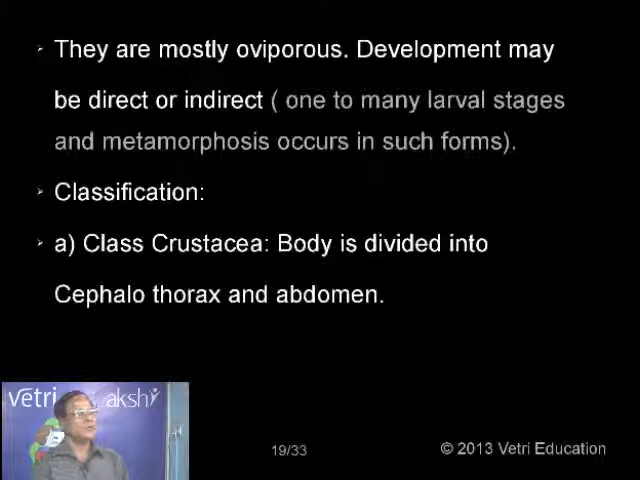 They are mostly oviporous. Development may
be direct or indirect ( one to many larval stages
and metamorphosis occurs in such forms).
Classification:
a) Class Crustacea: Body is divided into
Cephalo thorax and abdomen.
vetri akshy
19/33
© 2013 Vetri Education